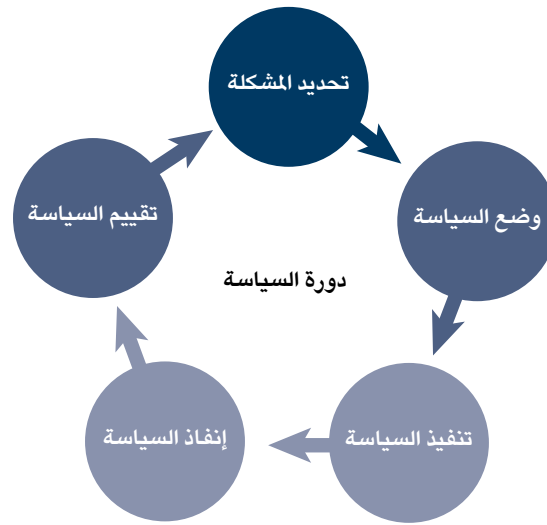 تحديد المشكلة
وضع السياسة
تنفيذ السياسة
إنفاذ السياسة
تقييم السياسة
دورة السياسة